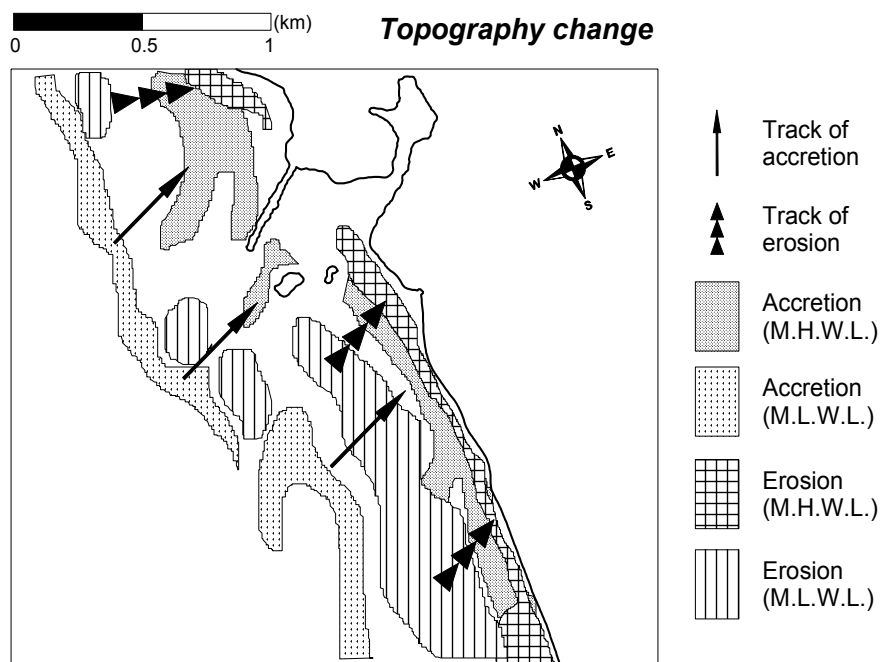 (km)
0 0.5 1
Topography change
N
E
W
S
Track of
accretion
Track of
erosion
Accretion
(M.H.W.L.)
Accretion
(M.L.W.L.)
Erosion
(M.H.W.L.)
Erosion
(M.L.W.L.)